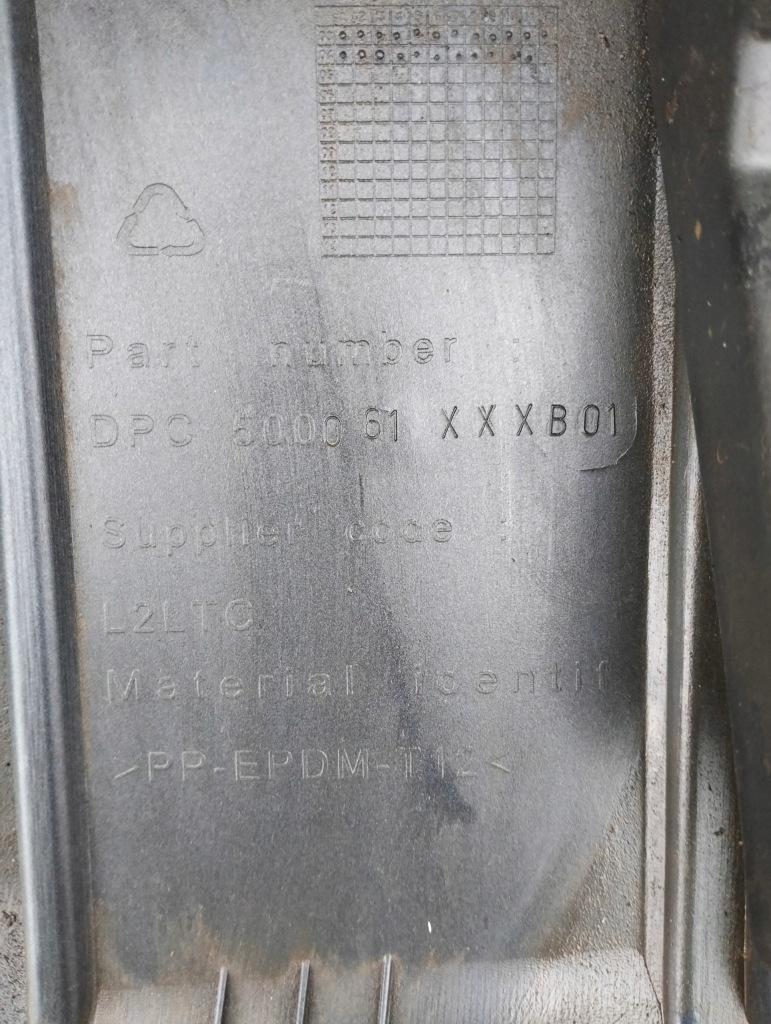 Part number :
DPC 5000 61 XXXB01
Supplier code :
L2LTC
Material identif
>PP-EPDM-T12<